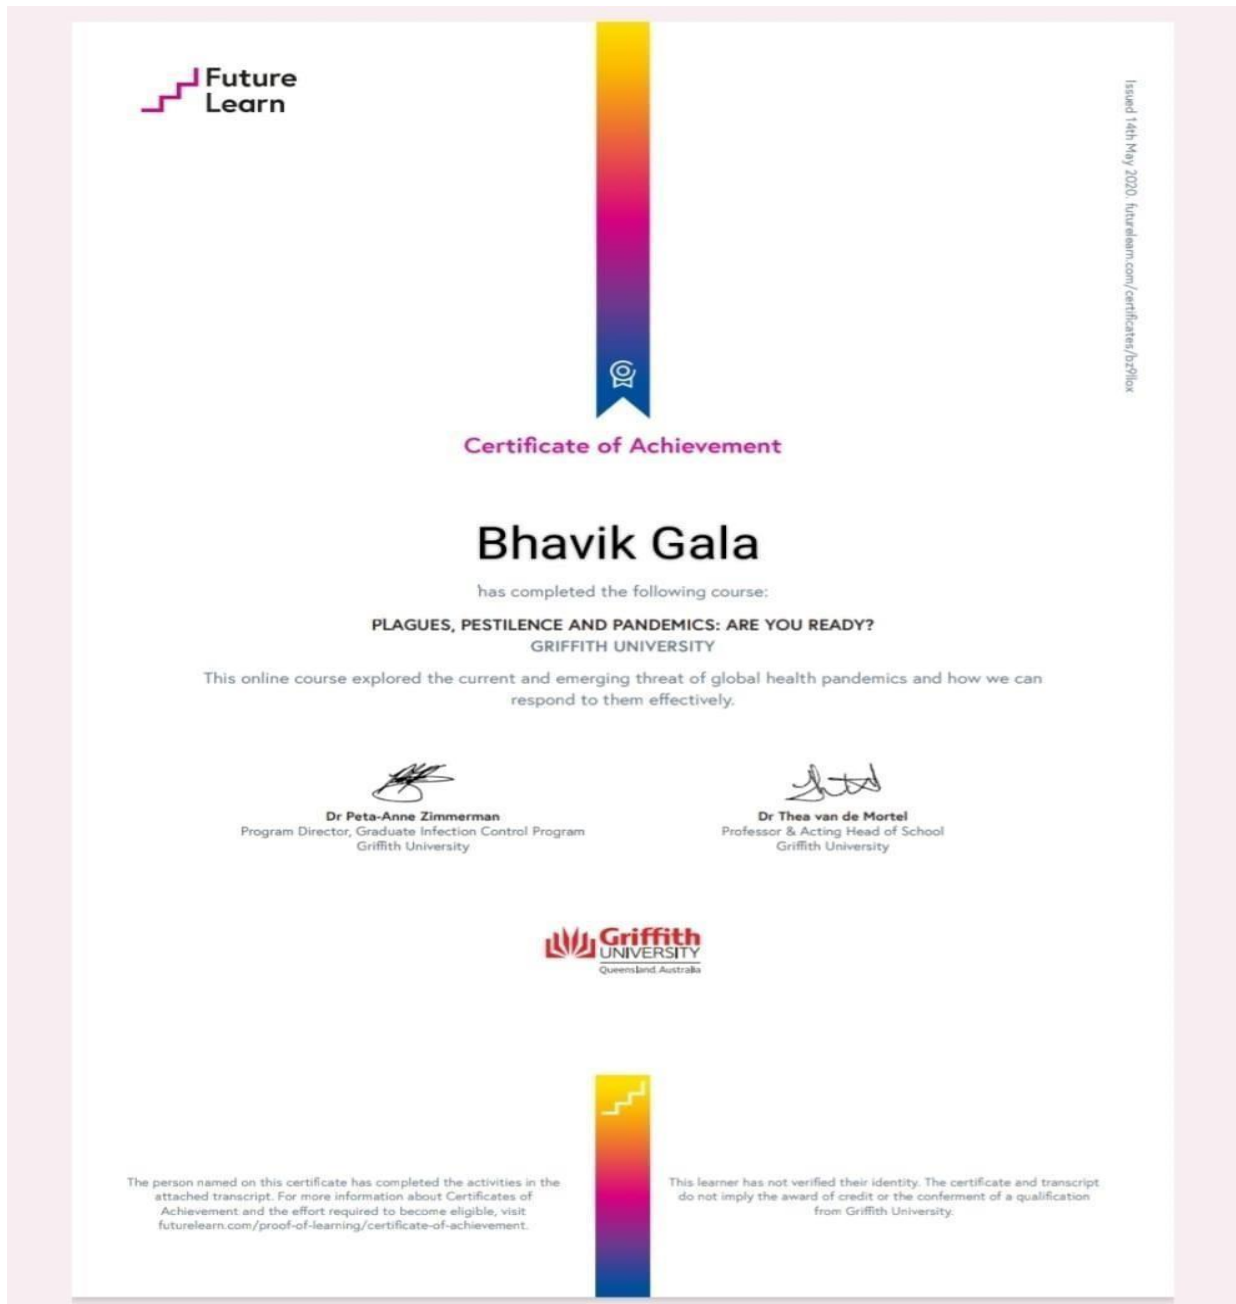 Future
Learn
Issued 14th May 2020. futurelearn.com/certificates/bz9llox
Certificate of Achievement
Bhavik Gala
has completed the following course:
PLAGUES, PESTILENCE AND PANDEMICS: ARE YOU READY?
GRIFFITH UNIVERSITY
This online course explored the current and emerging threat of global health pandemics and how we can
respond to them effectively.
Dr Peta-Anne Zimmerman
Program Director, Graduate Infection Control Program
Griffith University
Dr Thea van de Mortel
Professor & Acting Head of School
Griffith University
Griffith
UNIVERSITY
Queensland, Australia
The person named on this certificate has completed the activities in the
attached transcript. For more information about Certificates of
Achievement and the effort required to become eligible, visit
futurelearn.com/proof-of-learning/certificate-of-achievement.
This learner has not verified their identity. The certificate and transcript
do not imply the award of credit or the conferment of a qualification
from Griffith University.